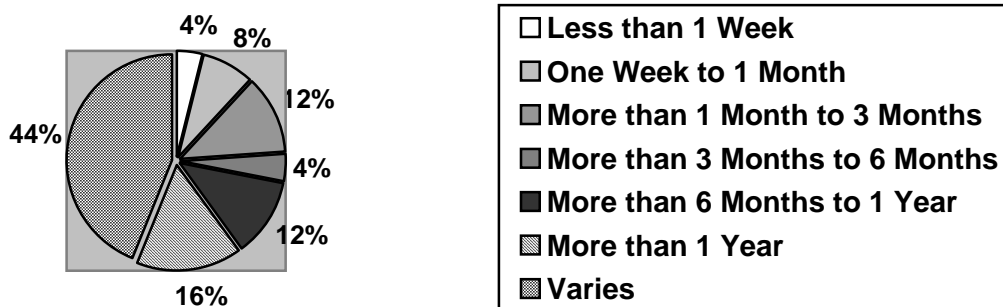 4%
8%
12%
4%
12%
16%
44%
Less than 1 Week
One Week to 1 Month
More than 1 Month to 3 Months
More than 3 Months to 6 Months
More than 6 Months to 1 Year
More than 1 Year
Varies